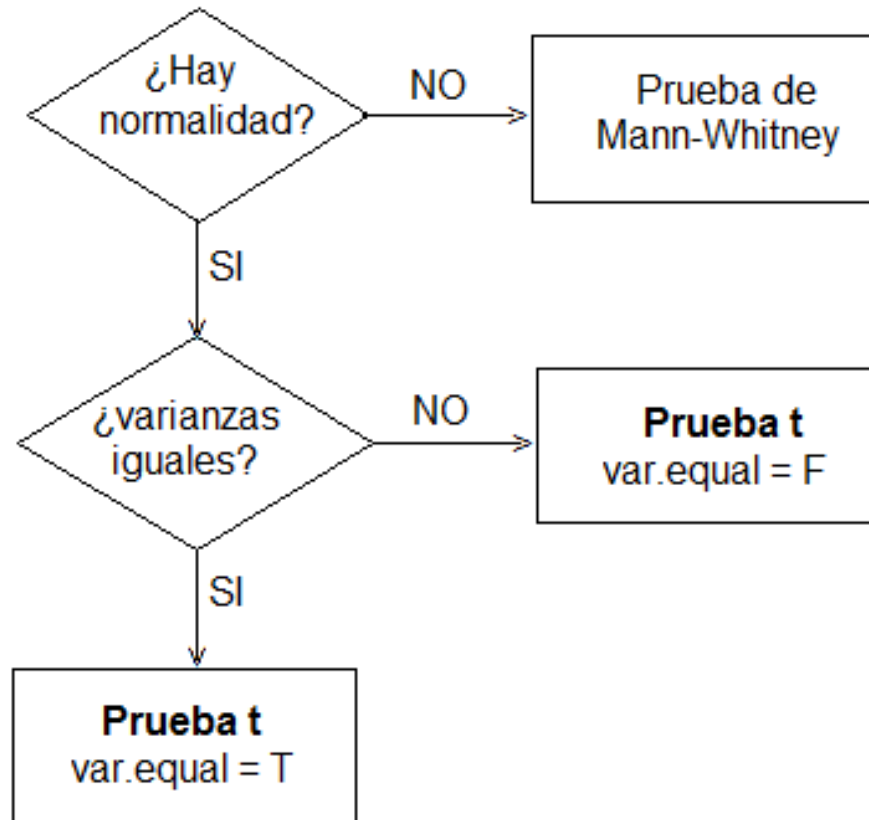 ¿Hay
normalidad?
NO
Prueba de
Mann-Whitney
SI
¿varianzas
iguales?
NO
Prueba t
var.equal = F
SI
Prueba t
var.equal = T